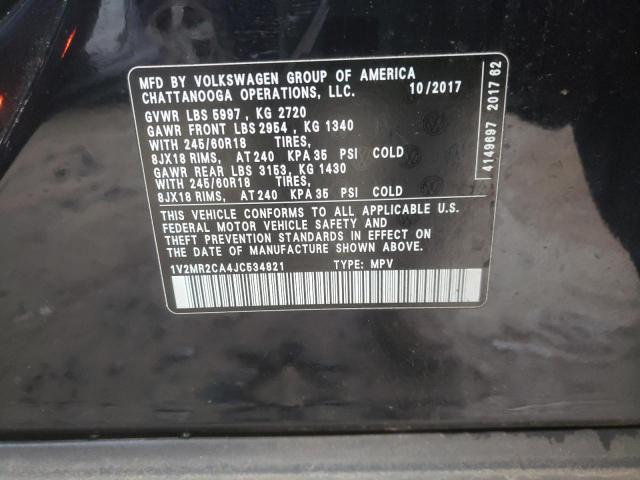 MFD BY VOLKSWAGEN GROUP OF AMERICA
CHATTANOOGA OPERATIONS, LLC. 10/2017
GVWR LBS 5997 , KG 2720
GAWR FRONT LBS 2954 , KG 1340
WITH 245/60R18 TIRES,
8JX18 RIMS, AT 240 KPA 35 PSI COLD
GAWR REAR LBS 3153, KG 1430
WITH 245/60R18 TIRES,
8JX18 RIMS, AT 240 KPA 35 PSI COLD
THIS VEHICLE CONFORMS TO ALL APPLICABLE U.S.
FEDERAL MOTOR VEHICLE SAFETY AND
THEFT PREVENTION STANDARDS IN EFFECT ON
THE DATE OF MANUFACTURE SHOWN ABOVE.
1V2MR2CA4JC534821 TYPE: MPV
4149697 2017 62